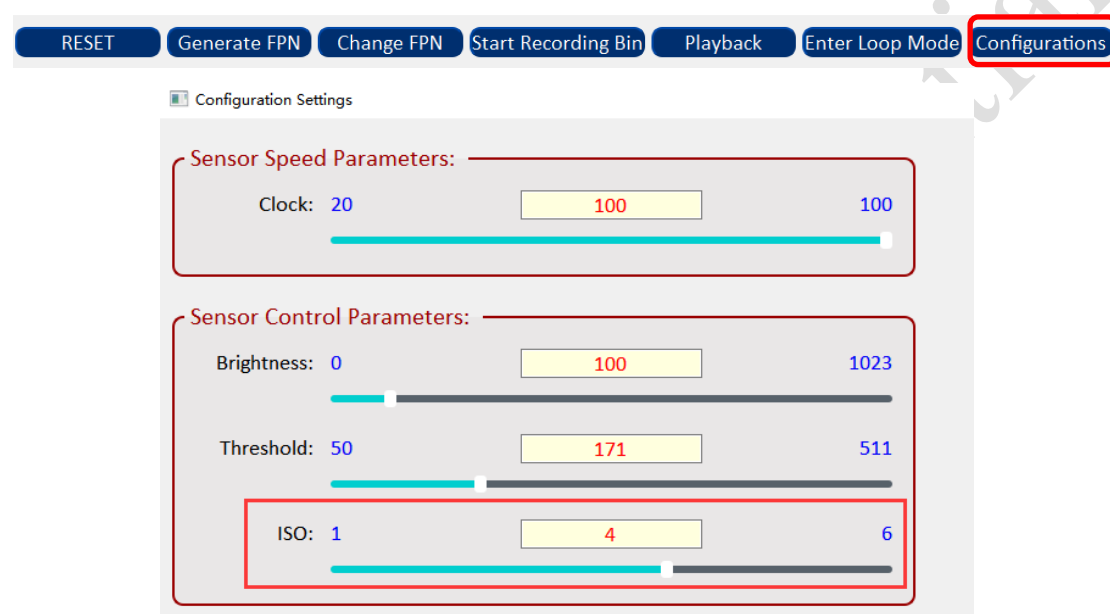 RESET Generate FPN Change FPN Start Recording Bin Playback Enter Loop Mode Configurations
Configuration Settings
Sensor Speed Parameters:
Clock: 20 100 100
Sensor Control Parameters:
Brightness: 0 100 1023
Threshold: 50 171 511
ISO: 1 4 6